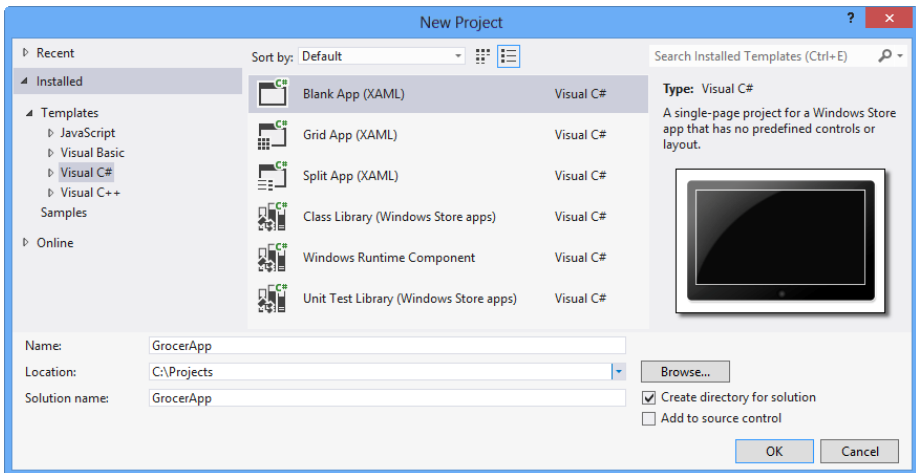 New Project
?
×
Recent
Installed
Templates
JavaScript
Visual Basic
Visual C#
Visual C++
Samples
Online
Sort by: Default
C# Blank App (XAML) Visual C#
C# Grid App (XAML) Visual C#
C# Split App (XAML) Visual C#
C# Class Library (Windows Store apps) Visual C#
C# Windows Runtime Component Visual C#
C# Unit Test Library (Windows Store apps) Visual C#
Search Installed Templates (Ctrl+E)
Type: Visual C#
A single-page project for a Windows Store
app that has no predefined controls or
layout.
Name: GrocerApp
Location: C:\Projects
Browse...
Solution name: GrocerApp
Create directory for solution
Add to source control
OK Cancel